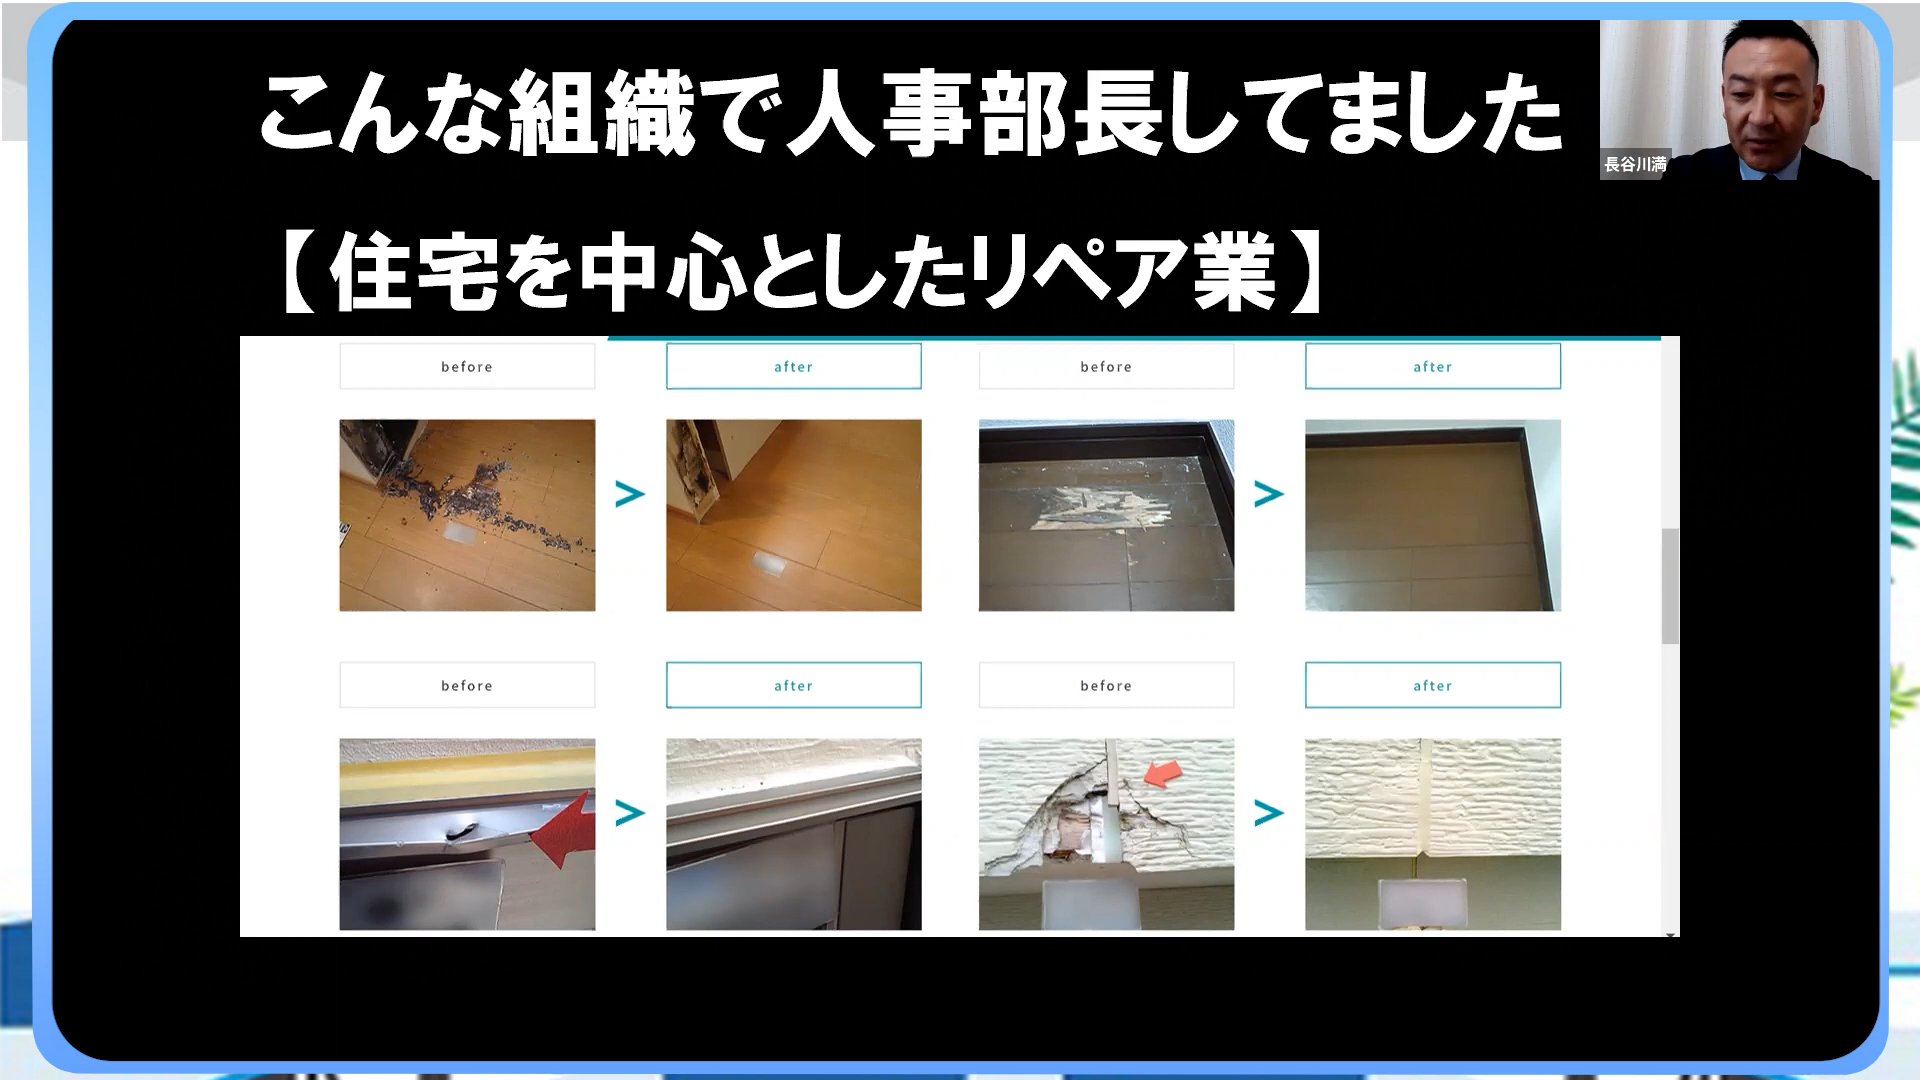 こんな組織で人事部長してました
長谷川満
【住宅を中心としたリペア業】
before
after
before
after
before
after
before
after